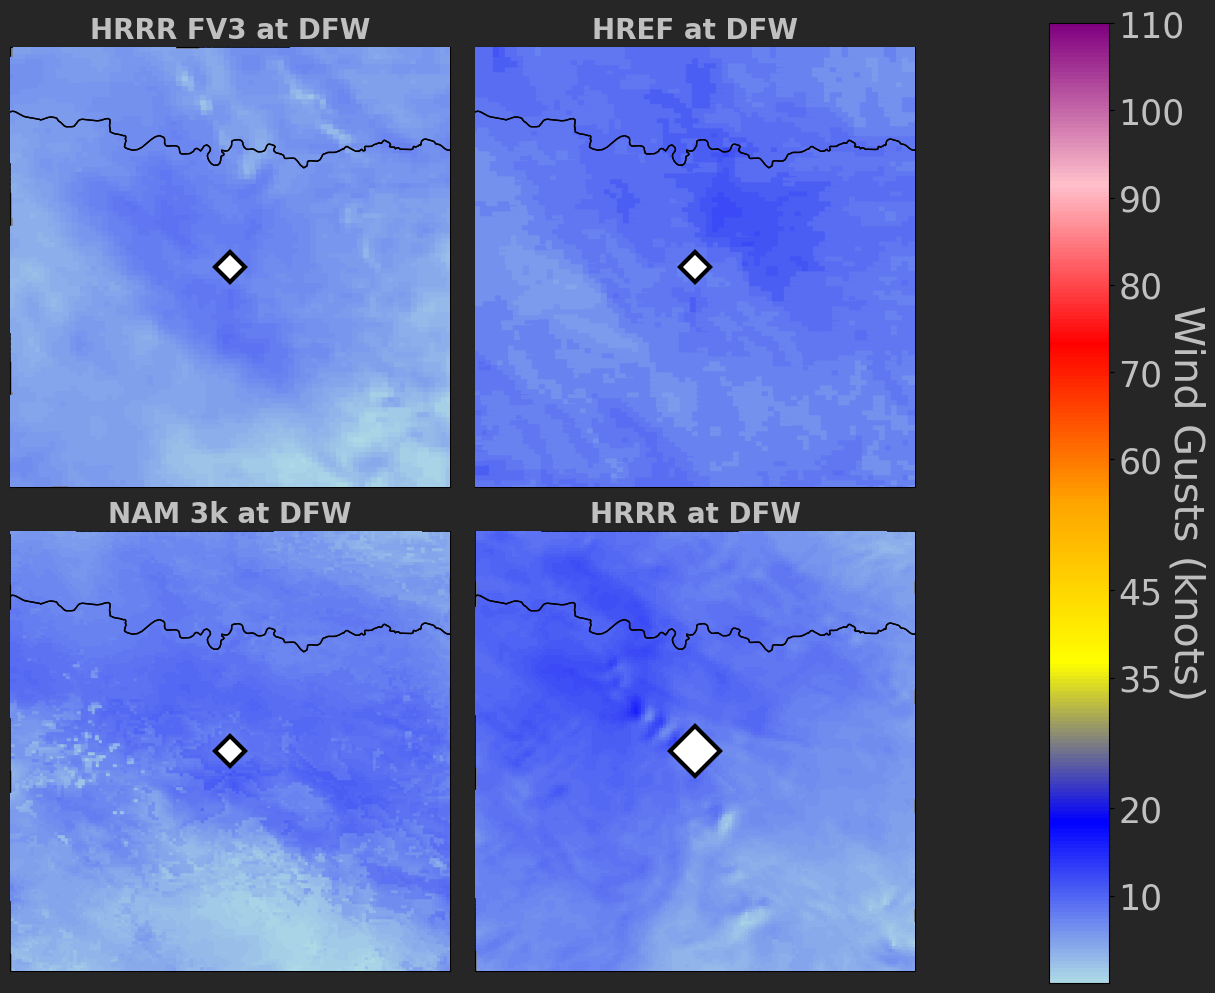 HRRR FV3 at DFW
HREF at DFW
NAM 3k at DFW
HRRR at DFW
110
100
90
80
70
60
45
35
20
10
Wind Gusts (knots)